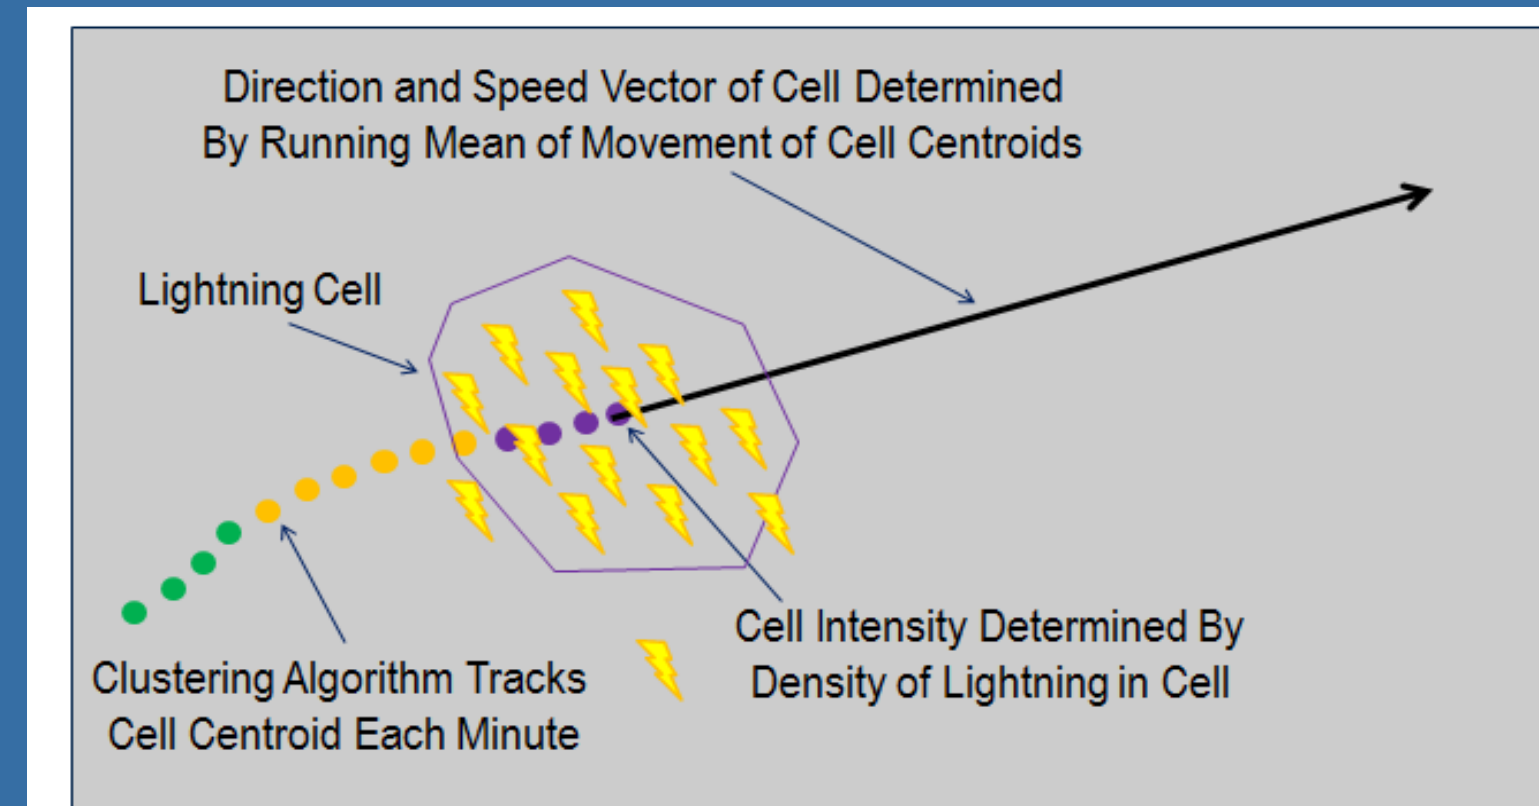 Direction and Speed Vector of Cell Determined
By Running Mean of Movement of Cell Centroids
Lightning Cell
Cell Intensity Determined By
Density of Lightning in Cell
Clustering Algorithm Tracks
Cell Centroid Each Minute